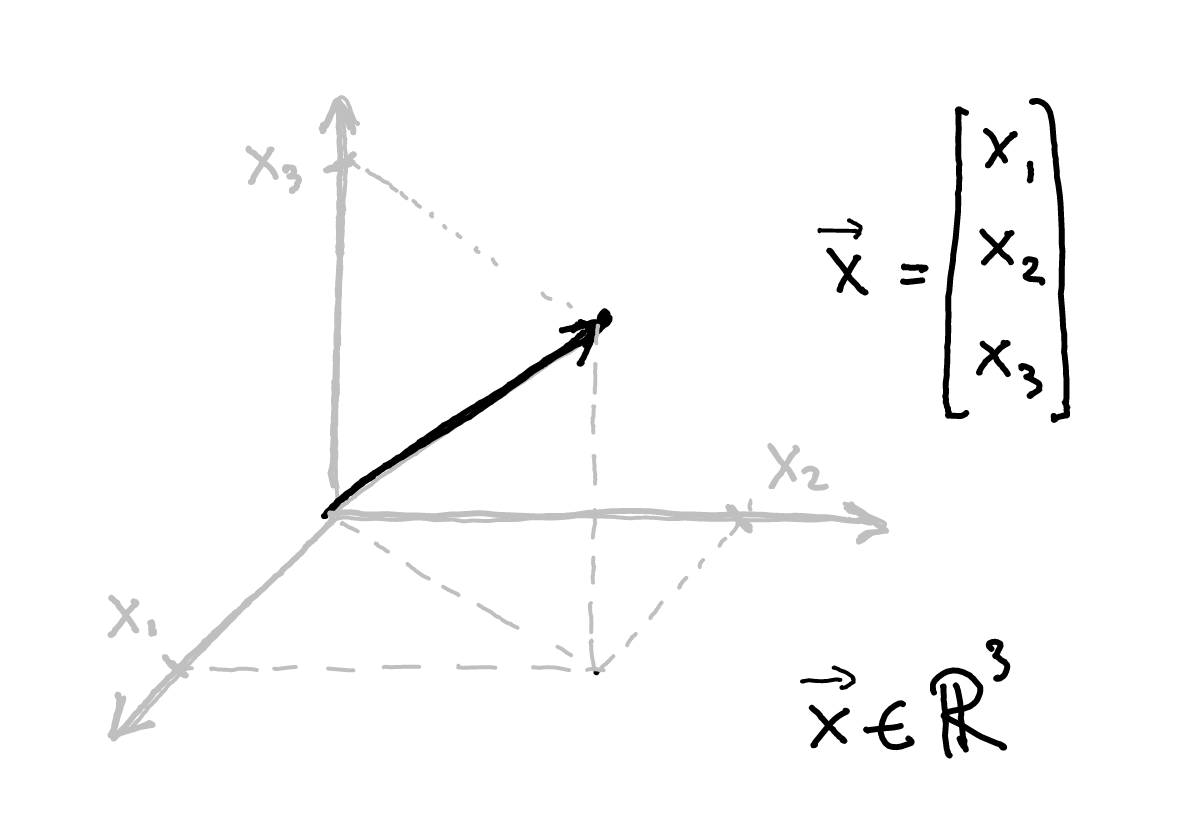 x₃
x⃗ = [x₁
x₂
x₃]
x₂
x₁
x⃗ ∈ ℝ³